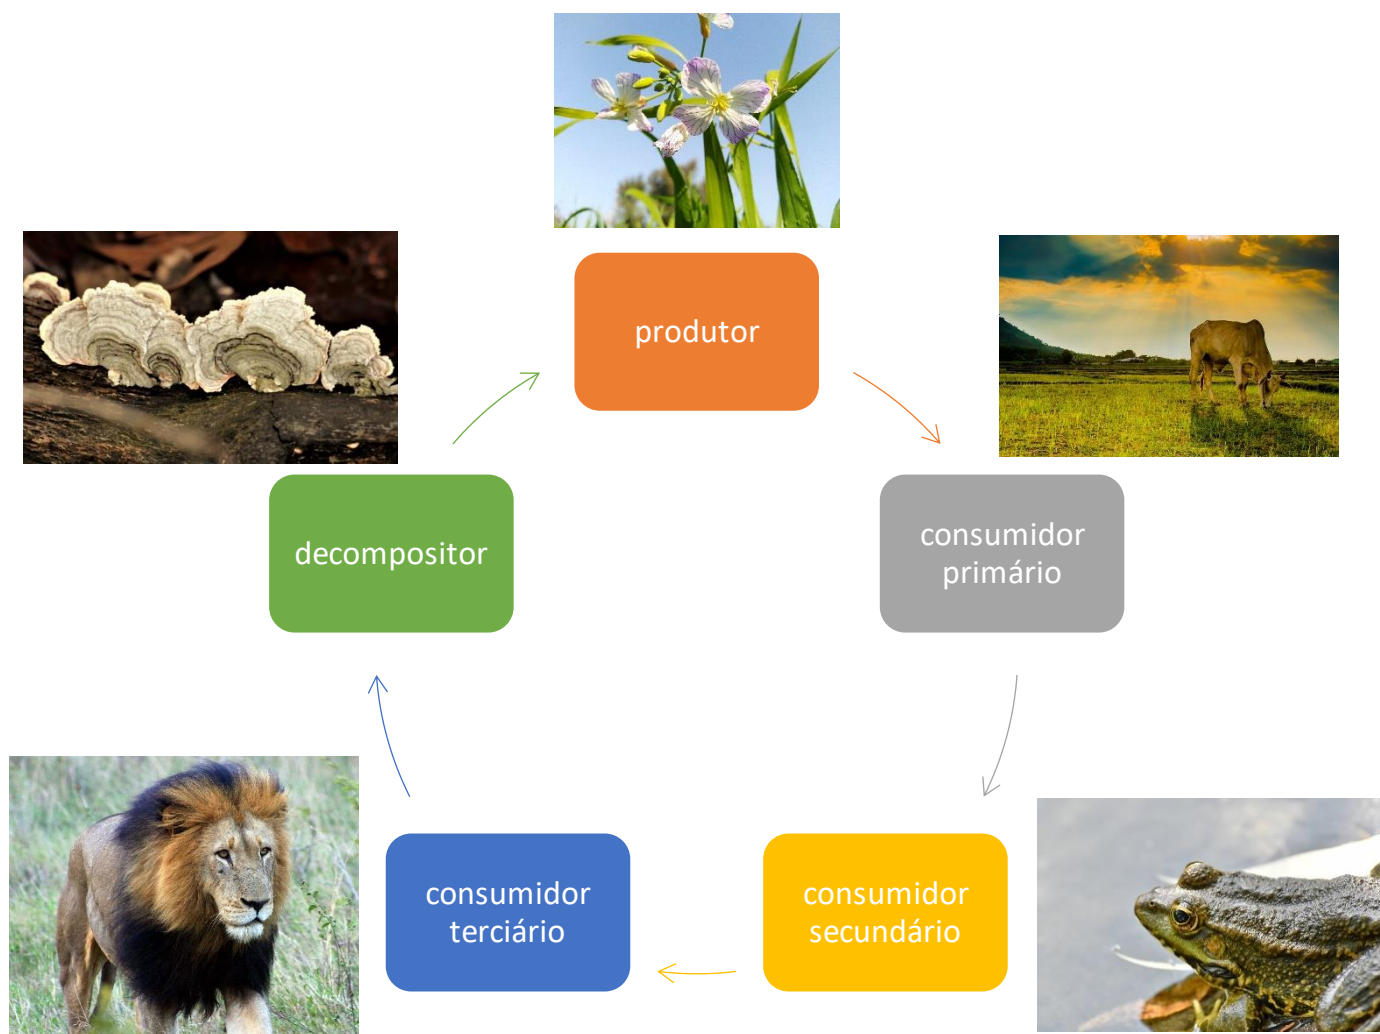 produtor
consumidor
primário
consumidor
secundário
consumidor
terciário
decompositor